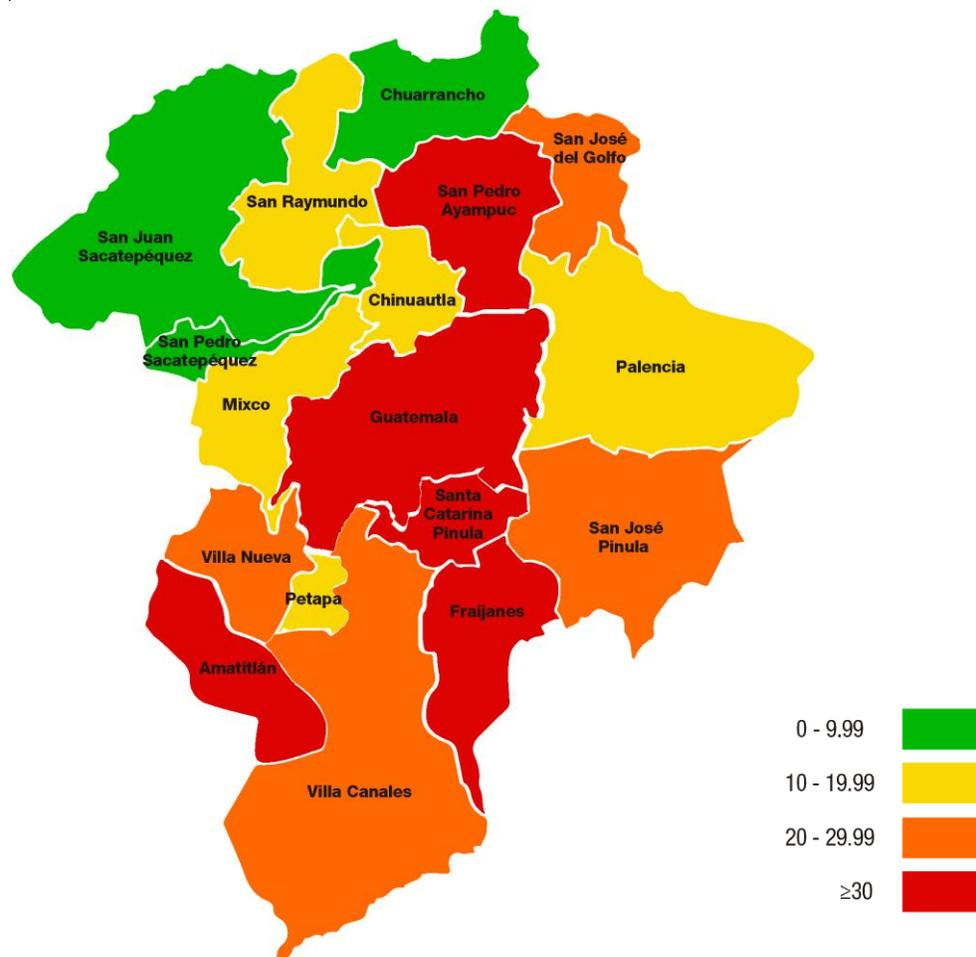 Chuarrancho
San José
del Golfo
San Pedro
Ayampuc
San Raymundo
San Juan
Sacatepéquez
Chinuautla
San Pedro
Sacatepéquez
Palencia
Mixco
Guatemala
Santa
Catarina
Pinula
San José
Pinula
Villa Nueva
Petapa
Fraijanes
Amatitlán
Villa Canales
0 - 9.99
10 - 19.99
20 - 29.99
≥30